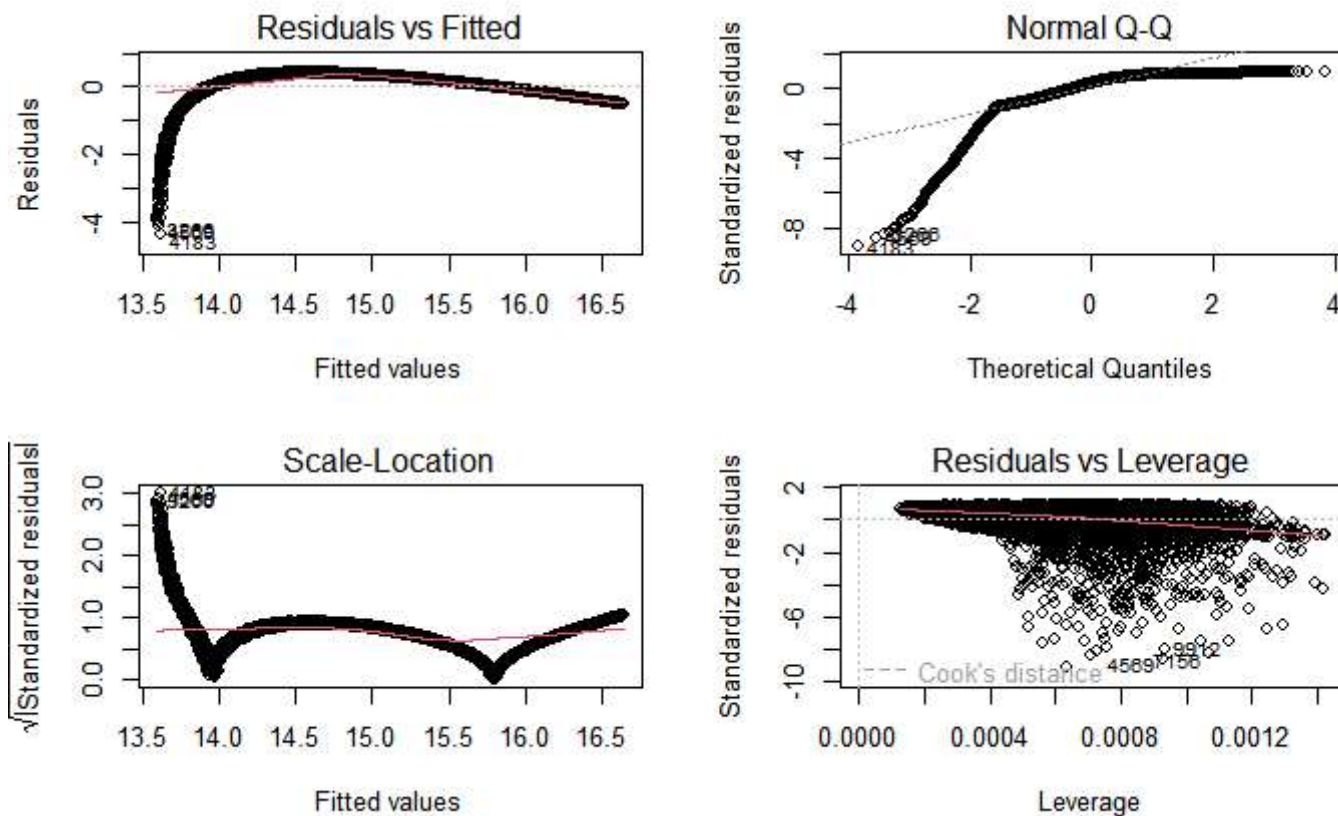 Residuals vs Fitted
Residuals
0
-2
-4
4183
13.5 14.0 14.5 15.0 15.5 16.0 16.5
Fitted values
Normal Q-Q
Standardized residuals
0
-4
-8
4183
-4 -2 0 2 4
Theoretical Quantiles
Scale-Location
√|Standardized residuals|
3.0
2.0
1.0
0.0
4183
13.5 14.0 14.5 15.0 15.5 16.0 16.5
Fitted values
Residuals vs Leverage
Standardized residuals
2
-2
-6
-10
9912
7156
4569
Cook's distance
0.0000 0.0004 0.0008 0.0012
Leverage